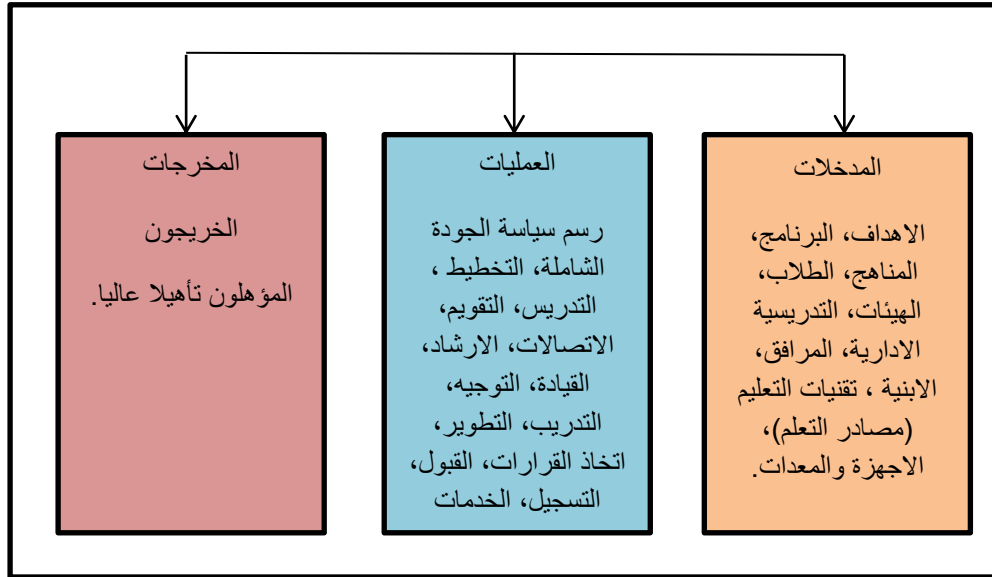 المدخلات
الاهداف، البرنامج،
المناهج، الطلاب،
الهيئات، التدريسية
الادارية، المرافق،
الابنية ، تقنيات التعليم
(مصادر التعلم)،
الاجهزة والمعدات.
العمليات
رسم سياسة الجودة
الشاملة، التخطيط ،
التدريس، التقويم،
الاتصالات، الارشاد،
القيادة، التوجيه،
التدريب، التطوير،
اتخاذ القرارات، القبول،
التسجيل، الخدمات
المخرجات
الخريجون
المؤهلون تأهيلا عاليا.